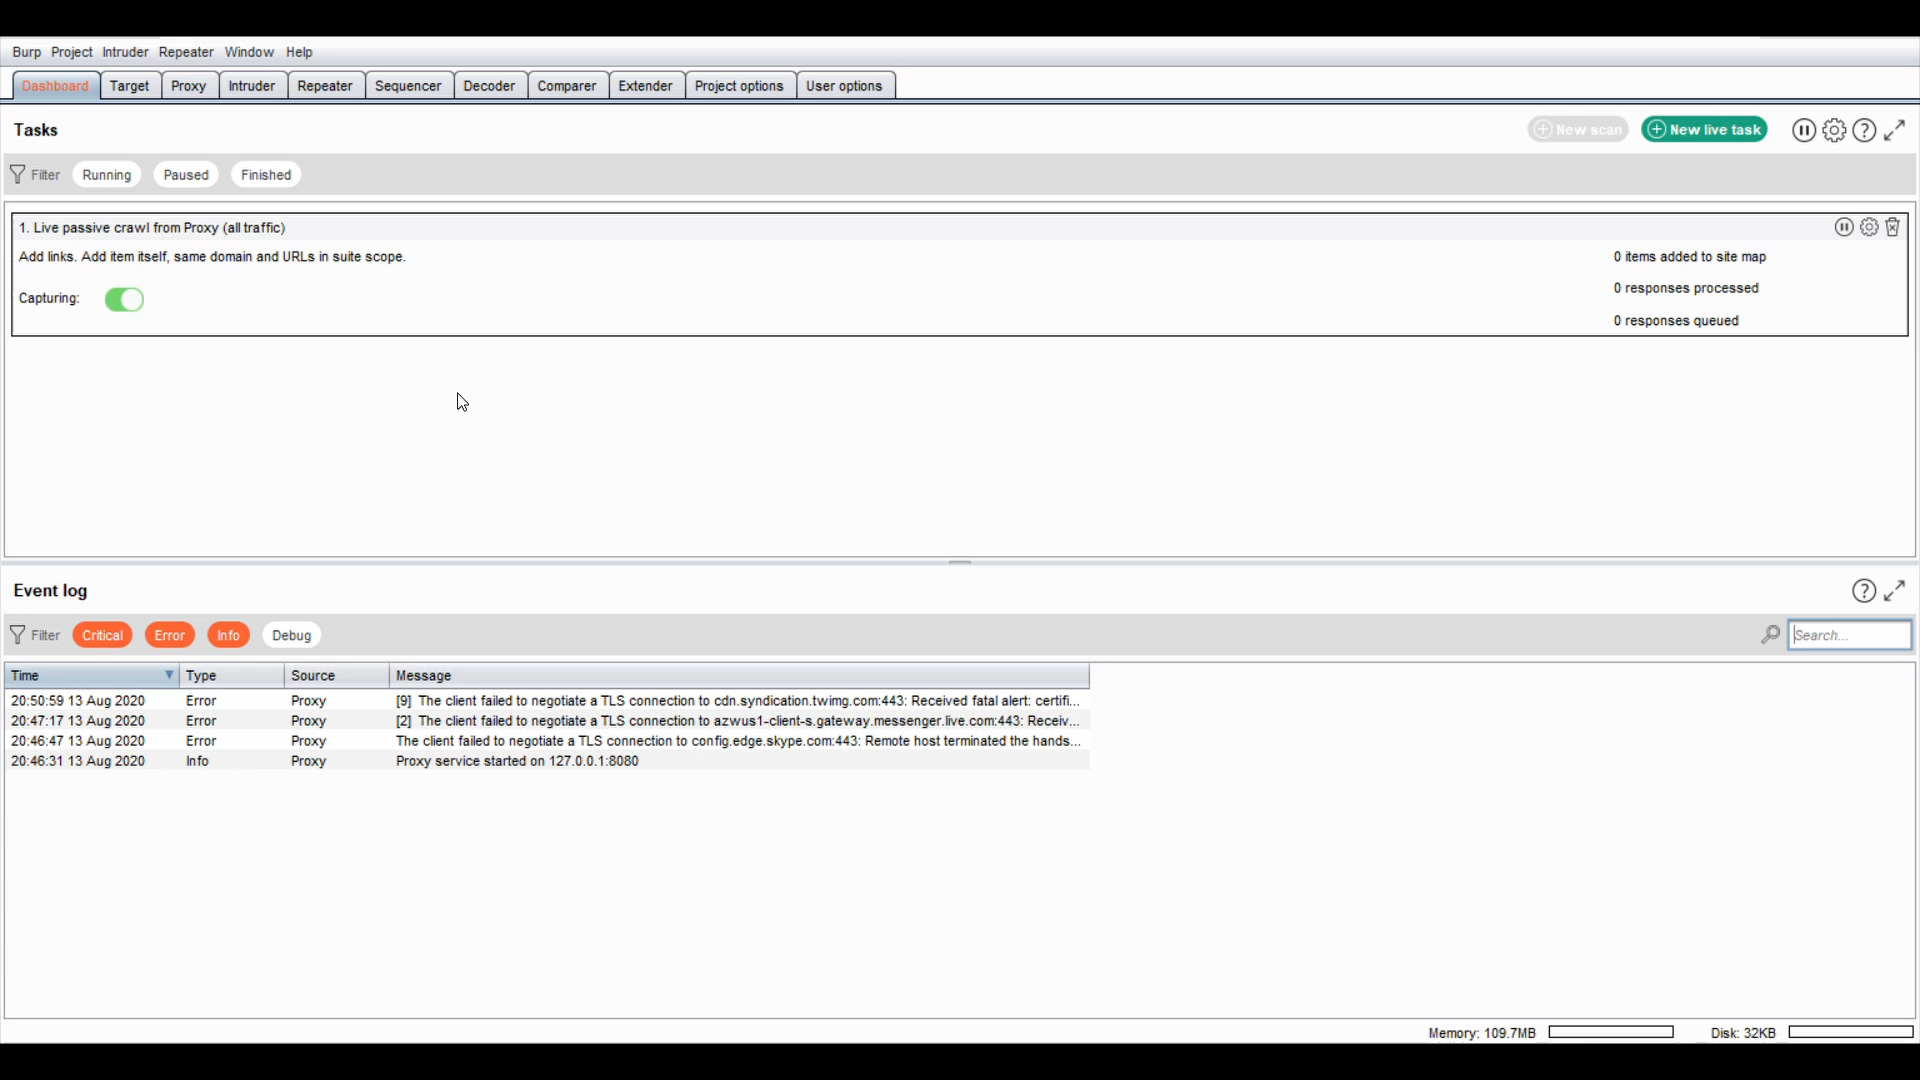 Burp Project Intruder Repeater Window Help
Dashboard Target Proxy Intruder Repeater Sequencer Decoder Comparer Extender Project options User options
Tasks
New scan New live task
Filter Running Paused Finished
1. Live passive crawl from Proxy (all traffic)
Add links. Add item itself, same domain and URLs in suite scope. 0 items added to site map
0 responses processed
Capturing:
0 responses queued
Event log
Filter Critical Error Info Debug Search...
Time Type Source Message
20:50:59 13 Aug 2020 Error Proxy [9] The client failed to negotiate a TLS connection to cdn.syndication.twimg.com:443: Received fatal alert: certifi...
20:47:17 13 Aug 2020 Error Proxy [2] The client failed to negotiate a TLS connection to azwus1-client-s.gateway.messenger.live.com:443: Receiv...
20:46:47 13 Aug 2020 Error Proxy The client failed to negotiate a TLS connection to config.edge.skype.com:443: Remote host terminated the hands...
20:46:31 13 Aug 2020 Info Proxy Proxy service started on 127.0.0.1:8080
Memory: 109.7MB Disk: 32KB